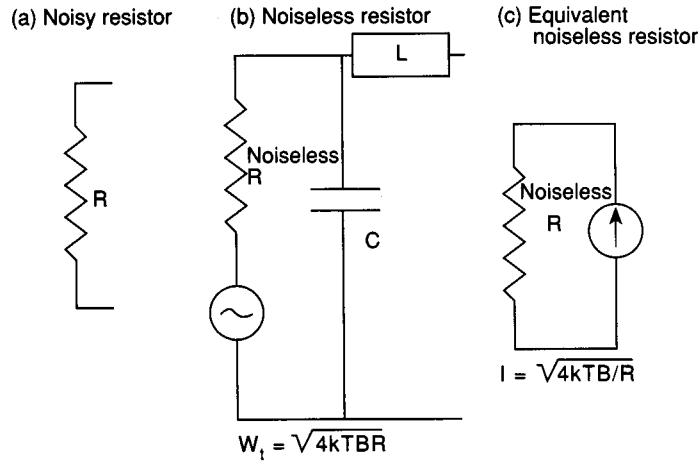 (a) Noisy resistor
R
(b) Noiseless resistor
L
Noiseless
R
C
W_t = √4kTBR
(c) Equivalent
noiseless resistor
Noiseless
R
I = √4kTB/R